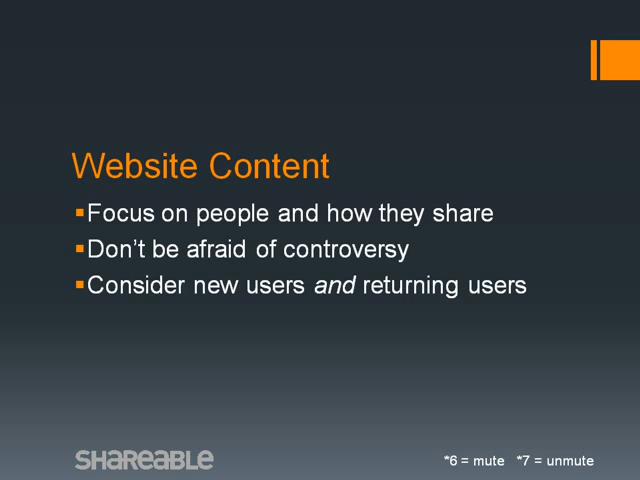 Website Content
▪Focus on people and how they share
▪Don't be afraid of controversy
▪Consider new users and returning users
SHAReABLe
*6 = mute   *7 = unmute